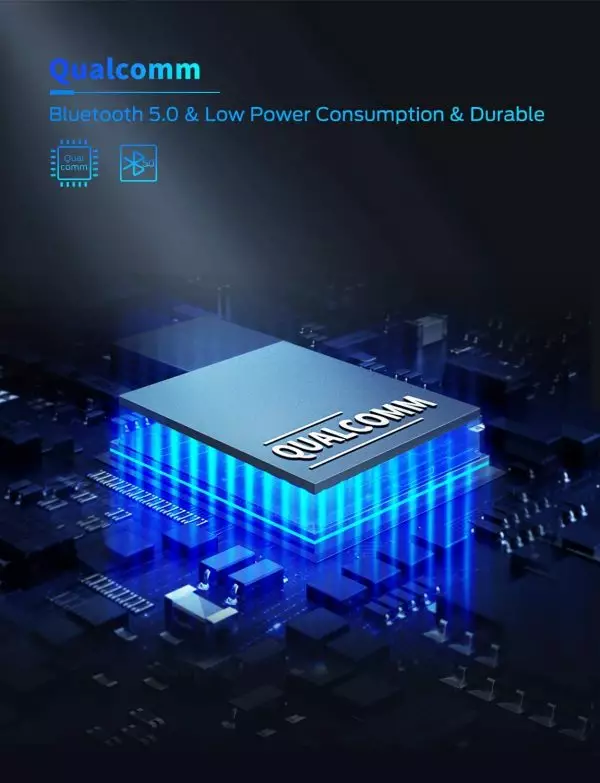 Qualcomm
Bluetooth 5.0 & Low Power Consumption & Durable
Qual
comm
5.0
QUALCOMM